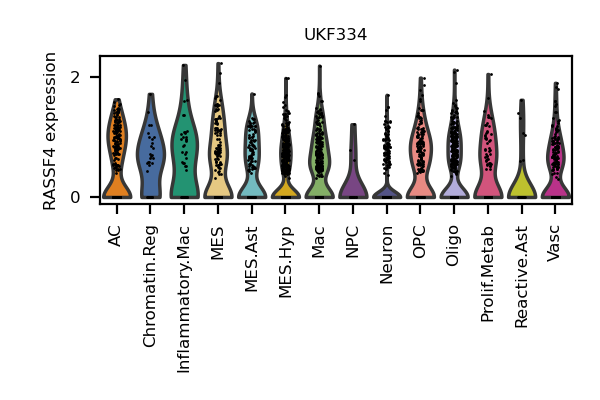 UKF334
RASSF4 expression
2
0
AC
Chromatin.Reg
Inflammatory.Mac
MES
MES.Ast
MES.Hyp
Mac
NPC
Neuron
OPC
Oligo
Prolif.Metab
Reactive.Ast
Vasc